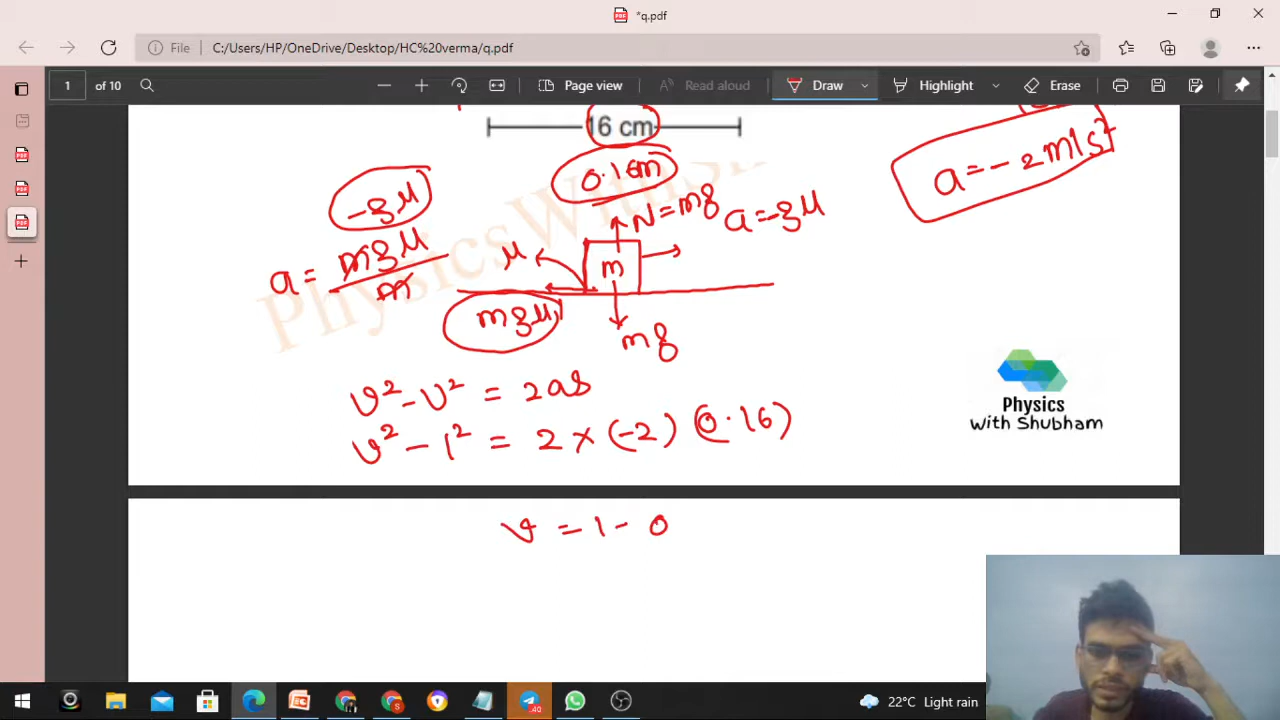 *q.pdf
File C:/Users/HP/OneDrive/Desktop/HC%20verma/q.pdf
1 of 10 Page view Read aloud Draw Highlight Erase
16 cm
0.16m
a=-2m/s²
-gμ
N=mg
a=-gμ
a= mgμ/m
μ
m
mgμ
mg
v²-u² = 2as
v²-1² = 2×(-2)(0.16)
Physics
With Shubham
v = 1- 0
22°C Light rain